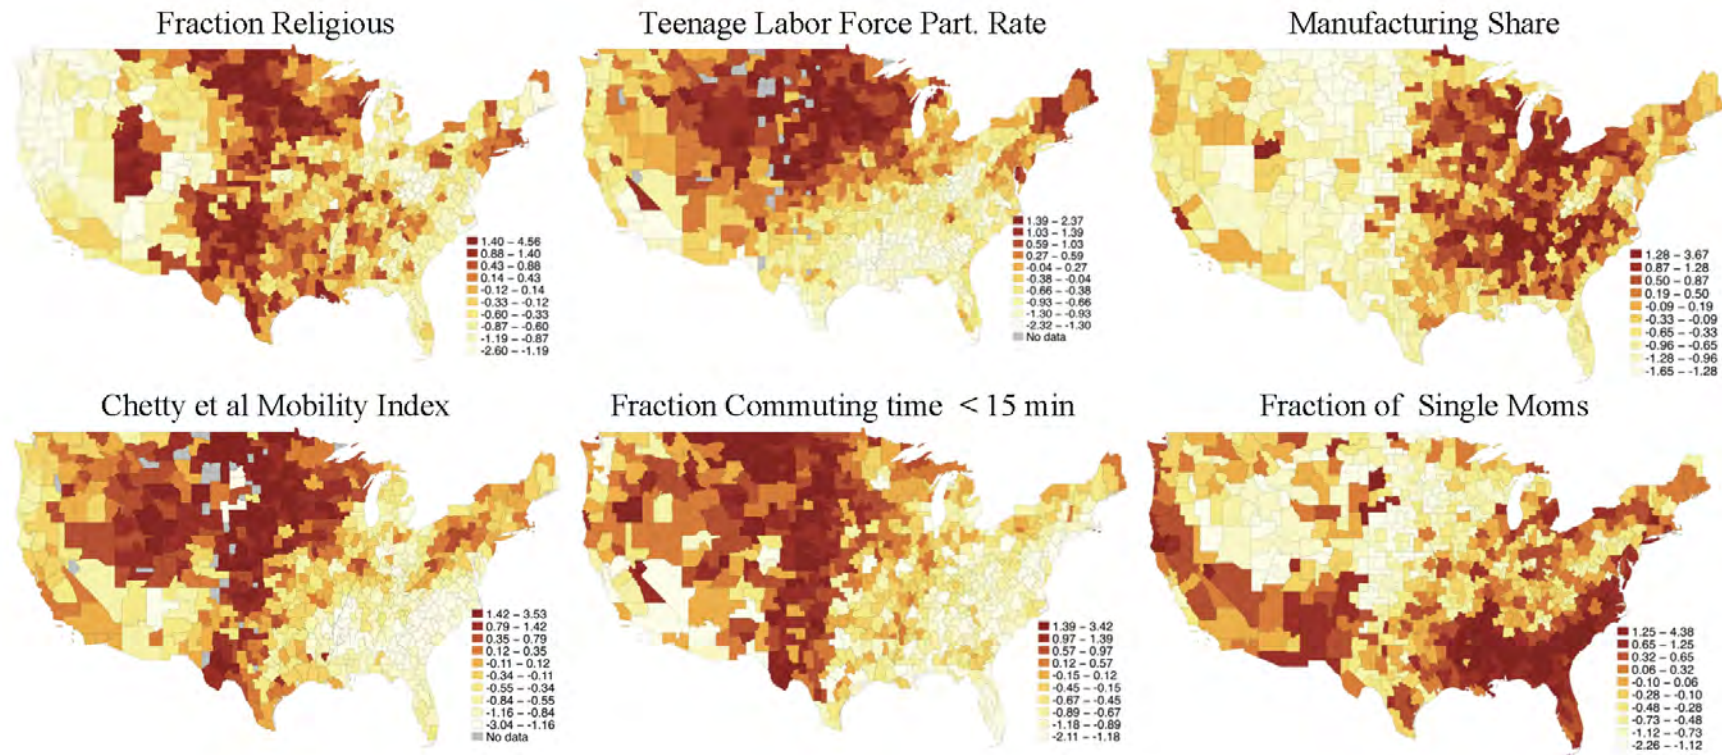 Fraction Religious
1.40 – 4.56
0.88 – 1.40
0.43 – 0.88
0.14 – 0.43
-0.12 – 0.14
-0.33 – -0.12
-0.60 – -0.33
-0.87 – -0.60
-1.19 – -0.87
-2.60 – -1.19
Teenage Labor Force Part. Rate
1.39 – 2.37
1.03 – 1.39
0.59 – 1.03
0.27 – 0.59
-0.04 – 0.27
-0.38 – -0.04
-0.66 – -0.38
-0.93 – -0.66
-1.30 – -0.93
-2.32 – -1.30
No data
Manufacturing Share
1.28 – 3.67
0.87 – 1.28
0.50 – 0.87
0.19 – 0.50
-0.09 – 0.19
-0.33 – -0.09
-0.65 – -0.33
-0.96 – -0.65
-1.28 – -0.96
-1.65 – -1.28
Chetty et al Mobility Index
1.42 – 3.53
0.79 – 1.42
0.35 – 0.79
0.12 – 0.35
-0.11 – 0.12
-0.34 – -0.11
-0.55 – -0.34
-0.84 – -0.55
-1.16 – -0.84
-3.04 – -1.16
No data
Fraction Commuting time < 15 min
1.39 – 3.42
0.97 – 1.39
0.57 – 0.97
0.12 – 0.57
-0.15 – 0.12
-0.45 – -0.15
-0.67 – -0.45
-0.89 – -0.67
-1.18 – -0.89
-2.11 – -1.18
Fraction of Single Moms
1.25 – 4.38
0.65 – 1.25
0.32 – 0.65
0.06 – 0.32
-0.10 – 0.06
-0.28 – -0.10
-0.48 – -0.28
-0.73 – -0.48
-1.12 – -0.73
-2.26 – -1.12